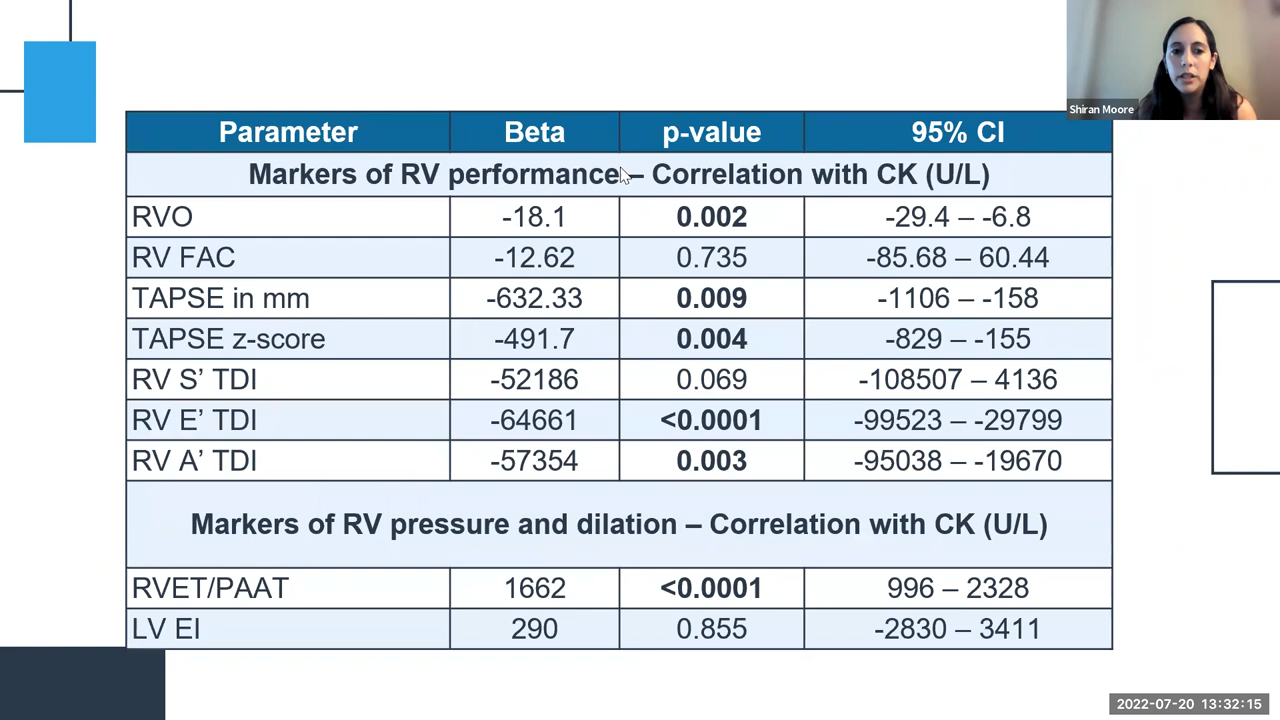 Shiran Moore
Parameter Beta p-value 95% CI
Markers of RV performance – Correlation with CK (U/L)
RVO -18.1 0.002 -29.4 – -6.8
RV FAC -12.62 0.735 -85.68 – 60.44
TAPSE in mm -632.33 0.009 -1106 – -158
TAPSE z-score -491.7 0.004 -829 – -155
RV S’ TDI -52186 0.069 -108507 – 4136
RV E’ TDI -64661 <0.0001 -99523 – -29799
RV A’ TDI -57354 0.003 -95038 – -19670
Markers of RV pressure and dilation – Correlation with CK (U/L)
RVET/PAAT 1662 <0.0001 996 – 2328
LV EI 290 0.855 -2830 – 3411
2022-07-20 13:32:15